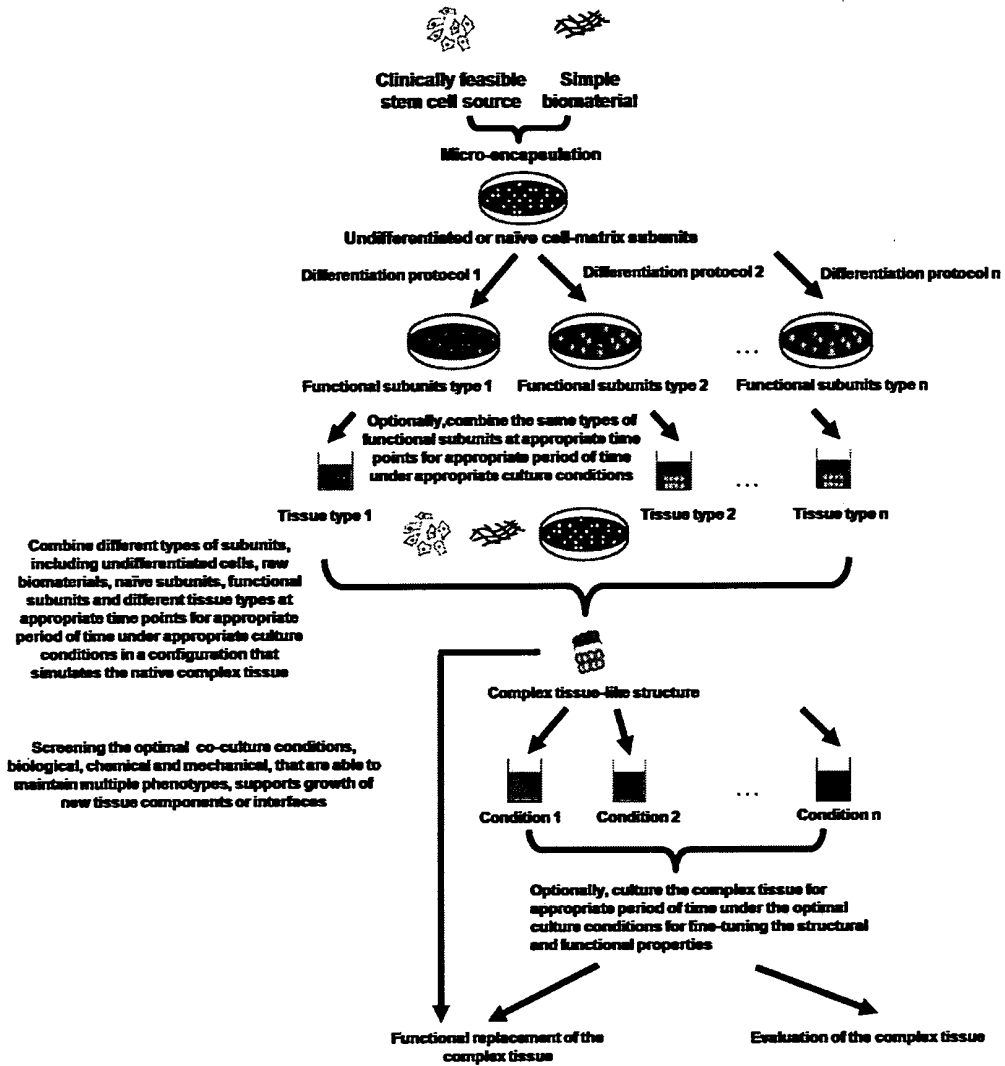 Clinically feasible
stem cell source
Simple
biomaterial
Micro-encapsulation
Undifferentiated or naïve cell-matrix subunits
Differentiation protocol 1
Differentiation protocol 2
Differentiation protocol n
...
Functional subunits type 1
Functional subunits type 2
Functional subunits type n
Optionally,combine the same types of
functional subunits at appropriate time
points for appropriate period of time
under appropriate culture conditions
...
Tissue type 1
Tissue type 2
Tissue type n
Combine different types of subunits,
including undifferentiated cells, raw
biomaterials, naïve subunits, functional
subunits and different tissue types at
appropriate time points for appropriate
period of time under appropriate culture
conditions in a configuration that
simulates the native complex tissue
Complex tissue-like structure
Screening the optimal co-culture conditions,
biological, chemical and mechanical, that are able to
maintain multiple phenotypes, supports growth of
new tissue components or interfaces
...
Condition 1
Condition 2
Condition n
Optionally, culture the complex tissue for
appropriate period of time under the optimal
culture conditions for fine-tuning the structural
and functional properties
Functional replacement of the
complex tissue
Evaluation of the complex tissue